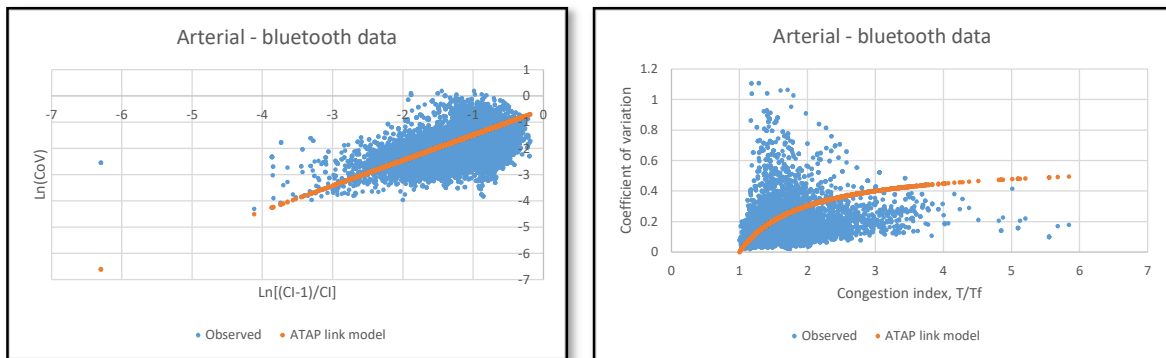 Arterial - bluetooth data
1
0
-7
-6
-5
-4
-3
-2
-1
0
-1
-2
-3
-4
-5
-6
-7
Ln(CoV)
Ln[(CI-1)/CI]
Observed
ATAP link model
Arterial - bluetooth data
1.2
1
0.8
0.6
0.4
0.2
0
0 1 2 3 4 5 6 7
Coefficient of variation
Congestion index, T/Tf
Observed
ATAP link model